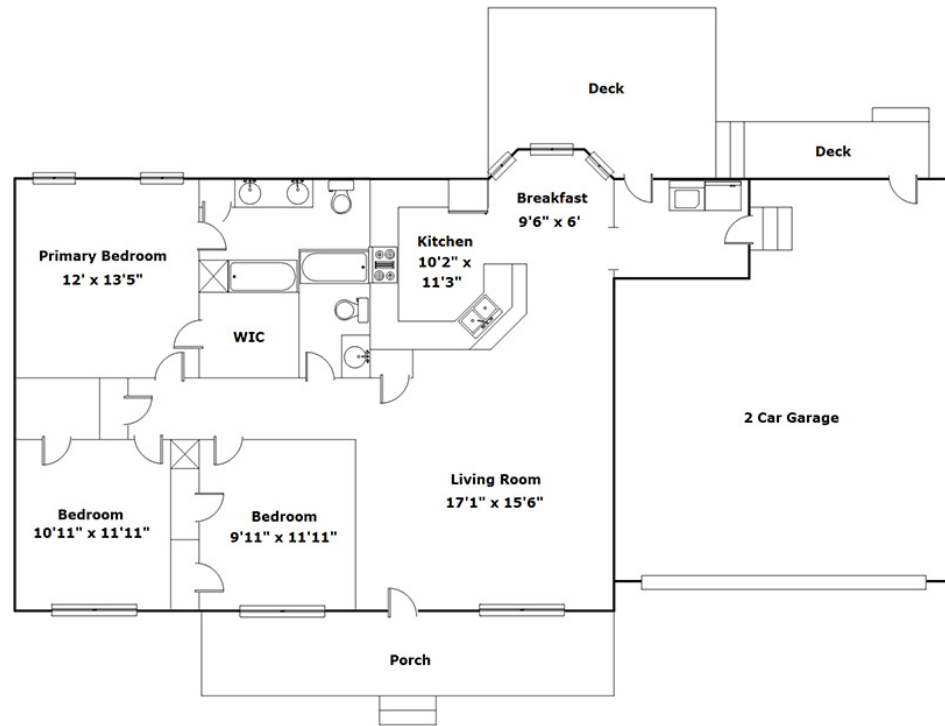 Deck
Deck
Breakfast
9'6" x 6'
Kitchen
10'2" x
11'3"
Primary Bedroom
12' x 13'5"
WIC
2 Car Garage
Living Room
17'1" x 15'6"
Bedroom
10'11" x 11'11"
Bedroom
9'11" x 11'11"
Porch